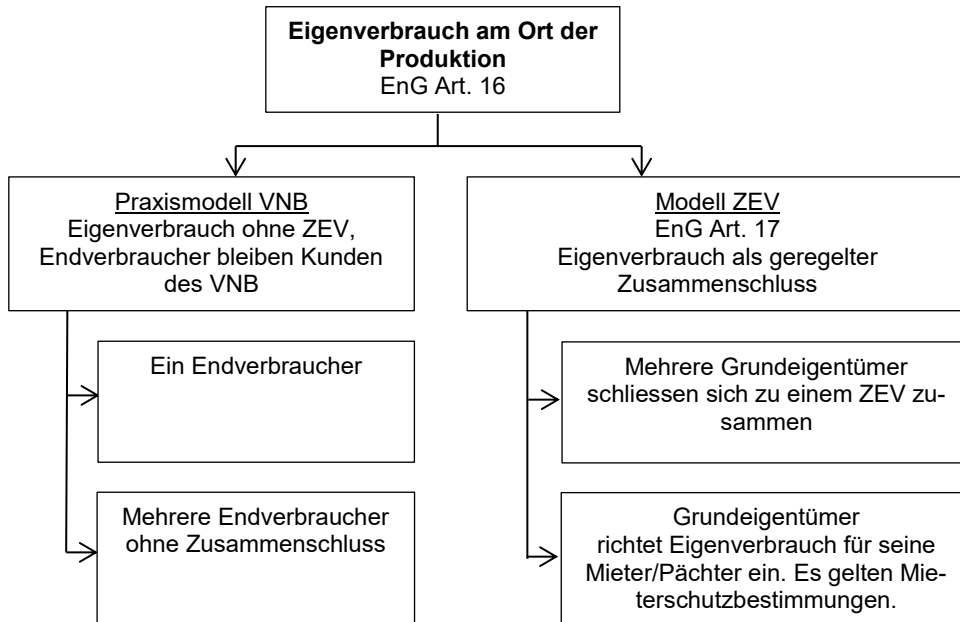 Eigenverbrauch am Ort der
Produktion
EnG Art. 16
Praxismodell VNB
Eigenverbrauch ohne ZEV,
Endverbraucher bleiben Kunden
des VNB
Ein Endverbraucher
Mehrere Endverbraucher
ohne Zusammenschluss
Modell ZEV
EnG Art. 17
Eigenverbrauch als geregelter
Zusammenschluss
Mehrere Grundeigentümer
schliessen sich zu einem ZEV zu-
sammen
Grundeigentümer
richtet Eigenverbrauch für seine
Mieter/Pächter ein. Es gelten Mie-
terschutzbestimmungen.